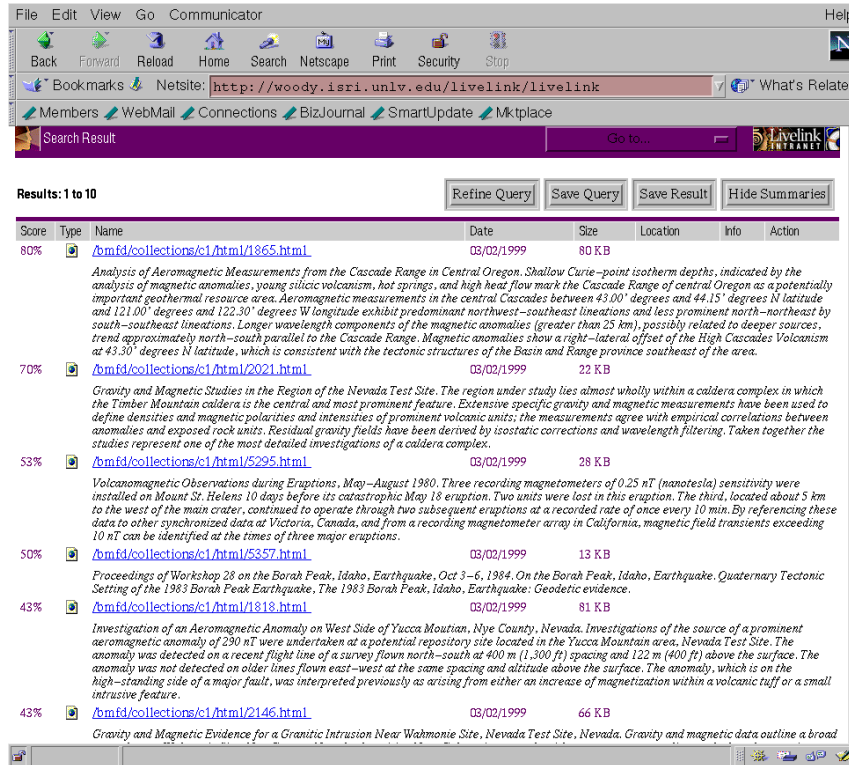 File Edit View Go Communicator Help
Back Forward Reload Home Search Netscape Print Security Stop
My
N
Bookmarks Netsite: http://woody.isri.unlv.edu/livelink/livelink What's Relate
Members WebMail Connections BizJournal SmartUpdate Mktplace
Search Result Go to... 5 Livelink
INTRANET
Results: 1 to 10 Refine Query Save Query Save Result Hide Summaries
Score Type Name Date Size Location Info Action
80% /bmfd/collections/c1/html/1865.html 03/02/1999 80 KB
Analysis of Aeromagnetic Measurements from the Cascade Range in Central Oregon. Shallow Curie-point isotherm depths, indicated by the
analysis of magnetic anomalies, young silicic volcanism, hot springs, and high heat flow mark the Cascade Range of central Oregon as a potentially
important geothermal resource area. Aeromagnetic measurements in the central Cascades between 43.00° degrees and 44.15° degrees N latitude
and 121.00° degrees and 122.30° degrees W longitude exhibit predominant northwest-southeast lineations and less prominent north-northeast by
south-southeast lineations. Longer wavelength components of the magnetic anomalies (greater than 25 km), possibly related to deeper sources,
trend approximately north-south parallel to the Cascade Range. Magnetic anomalies show a right-lateral offset of the High Cascades Volcanism
at 43.30° degrees N latitude, which is consistent with the tectonic structures of the Basin and Range province southeast of the area.
70% /bmfd/collections/c1/html/2021.html 03/02/1999 22 KB
Gravity and Magnetic Studies in the Region of the Nevada Test Site. The region under study lies almost wholly within a caldera complex in which
the Timber Mountain caldera is the central and most prominent feature. Extensive specific gravity and magnetic measurements have been used to
define densities and magnetic polarities and intensities of prominent volcanic units; the measurements agree with empirical correlations between
anomalies and exposed rock units. Residual gravity fields have been derived by isostatic corrections and wavelength filtering. Taken together the
studies represent one of the most detailed investigations of a caldera complex.
53% /bmfd/collections/c1/html/5295.html 03/02/1999 28 KB
Volcanomagnetic Observations during Eruptions, May-August 1980. Three recording magnetometers of 0.25 nT (nanotesla) sensitivity were
installed on Mount St. Helens 10 days before its catastrophic May 18 eruption. Two units were lost in this eruption. The third, located about 5 km
to the west of the main crater, continued to operate through two subsequent eruptions at a recorded rate of once every 10 min. By referencing these
data to other synchronized data at Victoria, Canada, and from a recording magnetometer array in California, magnetic field transients exceeding
10 nT can be identified at the times of three major eruptions.
50% /bmfd/collections/c1/html/5357.html 03/02/1999 13 KB
Proceedings of Workshop 28 on the Borah Peak, Idaho, Earthquake, Oct 3-6, 1984. On the Borah Peak, Idaho, Earthquake. Quaternary Tectonic
Setting of the 1983 Borah Peak Earthquake, The 1983 Borah Peak, Idaho, Earthquake: Geodetic evidence.
43% /bmfd/collections/c1/html/1818.html 03/02/1999 81 KB
Investigation of an Aeromagnetic Anomaly on West Side of Yucca Moutian, Nye County, Nevada. Investigations of the source of a prominent
aeromagnetic anomaly of 290 nT were undertaken at a potential repository site located in the Yucca Mountain area, Nevada Test Site. The
anomaly was detected on a recent flight line of a survey flown north-south at 400 m (1,300 ft) spacing and 122 m (400 ft) above the surface. The
anomaly was not detected on older lines flown east-west at the same spacing and altitude above the surface. The anomaly, which is on the
high-standing side of a major fault, was interpreted previously as arising from either an increase of magnetization within a volcanic tuff or a small
intrusive feature.
43% /bmfd/collections/c1/html/2146.html 03/02/1999 66 KB
Gravity and Magnetic Evidence for a Granitic Intrusion Near Wahmonie Site, Nevada Test Site, Nevada. Gravity and magnetic data outline a broad